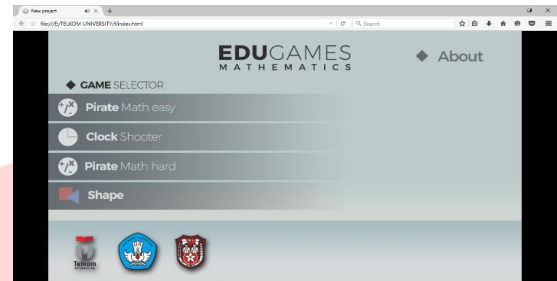 New project
file:///E:/TELKOM UNIVERSITY/f/index.html
Search
EDUGAMES
MATHEMATICS
About
GAME SELECTOR
Pirate Math easy
Clock Shooter
Pirate Math hard
Shape
Telkom